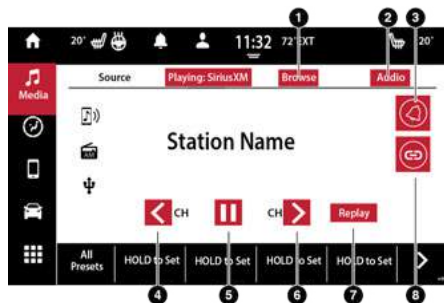 1 2 3
20° 11:32 72°EXT 20°
Media
Source Playing: SiriusXM Browse Audio
AM
Station Name
CH CH Replay
All Presets HOLD to Set HOLD to Set HOLD to Set HOLD to Set
4 5 6 7 8